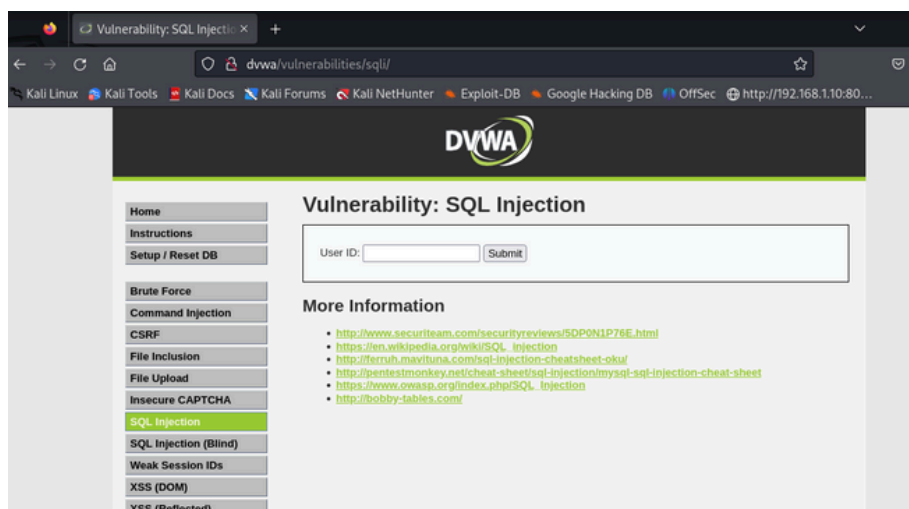 Vulnerability: SQL Injectio
dvwa/vulnerabilities/sqli/
Kali Linux Kali Tools Kali Docs Kali Forums Kali NetHunter Exploit-DB Google Hacking DB OffSec http://192.168.1.10:80...
DVWA
Home
Instructions
Setup / Reset DB
Brute Force
Command Injection
CSRF
File Inclusion
File Upload
Insecure CAPTCHA
SQL Injection
SQL Injection (Blind)
Weak Session IDs
XSS (DOM)
XSS (Reflected)
Vulnerability: SQL Injection
User ID: Submit
More Information
http://www.securiteam.com/securityreviews/5DP0N1P76E.html
https://en.wikipedia.org/wiki/SQL_injection
http://ferruh.mavituna.com/sql-injection-cheatsheet-oku/
http://pentestmonkey.net/cheat-sheet/sql-injection/mysql-sql-injection-cheat-sheet
https://www.owasp.org/index.php/SQL_Injection
http://bobby-tables.com/